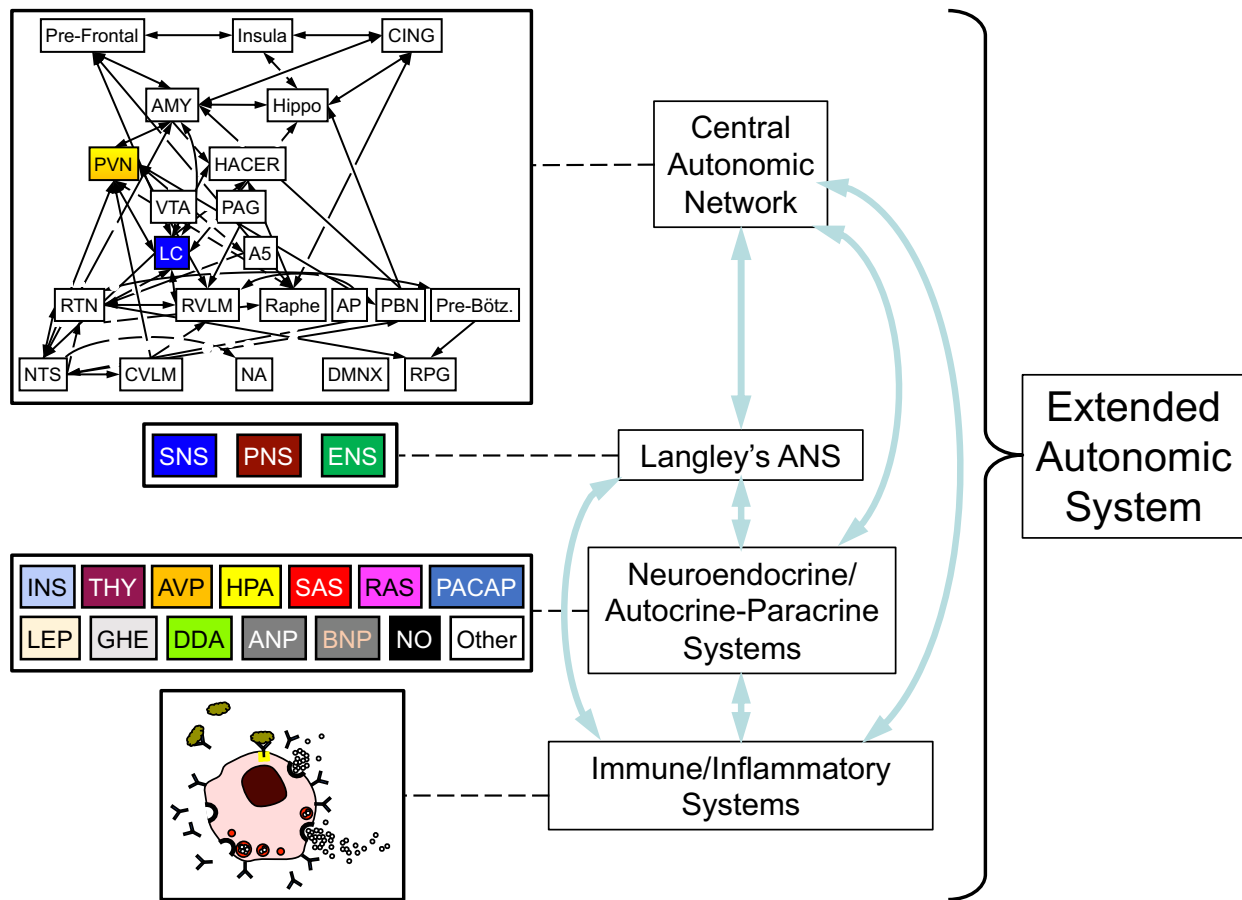 Pre-Frontal Insula CING
AMY Hippo
PVN HACER
VTA PAG
LC A5
RTN RVLM Raphe AP PBN Pre-Bötz.
NTS CVLM NA DMNX RPG
Central
Autonomic
Network
SNS PNS ENS
Langley's ANS
INS THY AVP HPA SAS RAS PACAP
LEP GHE DDA ANP BNP NO Other
Neuroendocrine/
Autocrine-Paracrine
Systems
Immune/Inflammatory
Systems
Extended
Autonomic
System